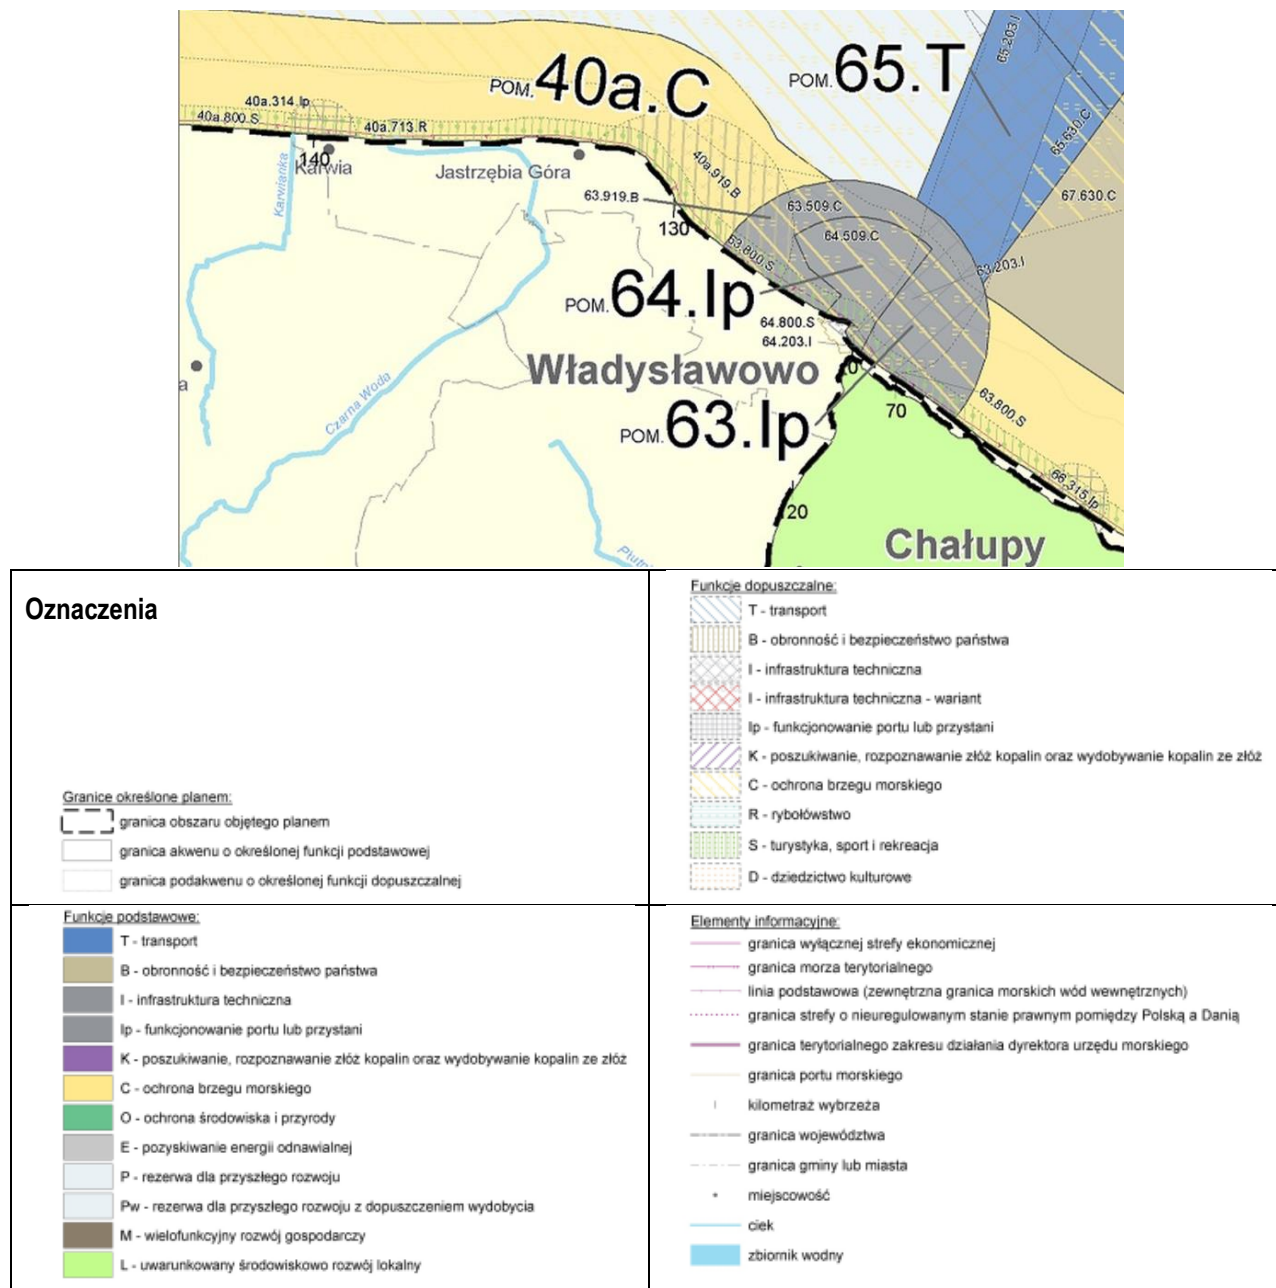 65.203.I
POM.40a.C
POM.65.T
40a.314.Ip
40a.800.S
40a.713.R
65.630.C
140
Karwia
Karwianka
Jastrzębia Góra
40a.919.B
67.630.C
63.919.B
63.509.C
130
64.509.C
63.800.S
63.203.I
POM.64.Ip
64.800.S
64.203.I
Władysławowo
a
70
63.800.S
Czarna Woda
POM.63.Ip
66.315.Ip
120
Chałupy
Oznaczenia
Granice określone planem:
granica obszaru objętego planem
granica akwenu o określonej funkcji podstawowej
granica podakwenu o określonej funkcji dopuszczalnej
Funkcje dopuszczalne:
T - transport
B - obronność i bezpieczeństwo państwa
I - infrastruktura techniczna
I - infrastruktura techniczna - wariant
Ip - funkcjonowanie portu lub przystani
K - poszukiwanie, rozpoznawanie złóż kopalin oraz wydobywanie kopalin ze złóż
C - ochrona brzegu morskiego
R - rybołówstwo
S - turystyka, sport i rekreacja
D - dziedzictwo kulturowe
Funkcje podstawowe:
T - transport
B - obronność i bezpieczeństwo państwa
I - infrastruktura techniczna
Ip - funkcjonowanie portu lub przystani
K - poszukiwanie, rozpoznawanie złóż kopalin oraz wydobywanie kopalin ze złóż
C - ochrona brzegu morskiego
O - ochrona środowiska i przyrody
E - pozyskiwanie energii odnawialnej
P - rezerwa dla przyszłego rozwoju
Pw - rezerwa dla przyszłego rozwoju z dopuszczeniem wydobycia
M - wielofunkcyjny rozwój gospodarczy
L - uwarunkowany środowiskowo rozwój lokalny
Elementy informacyjne:
granica wyłącznej strefy ekonomicznej
granica morza terytorialnego
linia podstawowa (zewnętrzna granica morskich wód wewnętrznych)
granica strefy o nieuregulowanym stanie prawnym pomiędzy Polską a Danią
granica terytorialnego zakresu działania dyrektora urzędu morskiego
granica portu morskiego
kilometraż wybrzeża
granica województwa
granica gminy lub miasta
miejscowość
ciek
zbiornik wodny